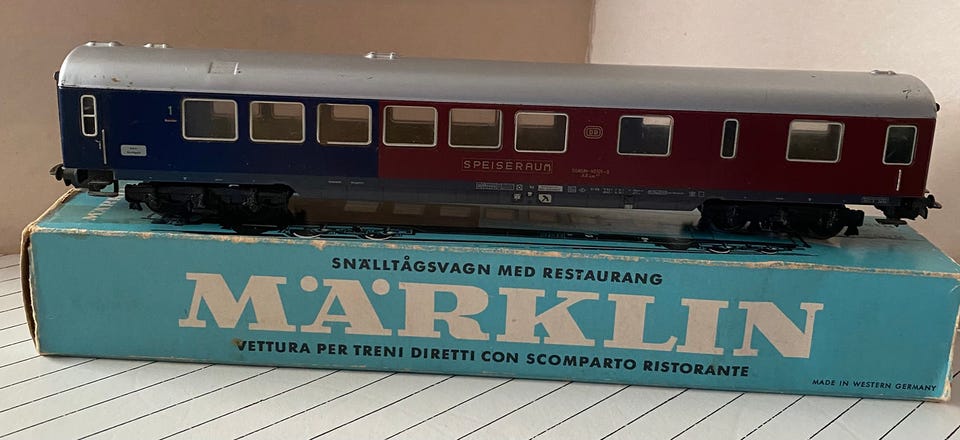 1
DB
SPEISERAUM
SNÄLLTÅGSVAGN MED RESTAURANG
MÄRKLIN
VETTURA PER TRENI DIRETTI CON SCOMPARTO RISTORANTE
MADE IN WESTERN GERMANY